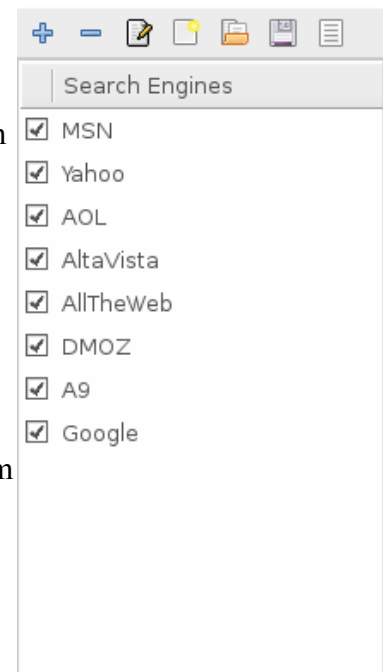 Search Engines
MSN
Yahoo
AOL
AltaVista
AllTheWeb
DMOZ
A9
Google